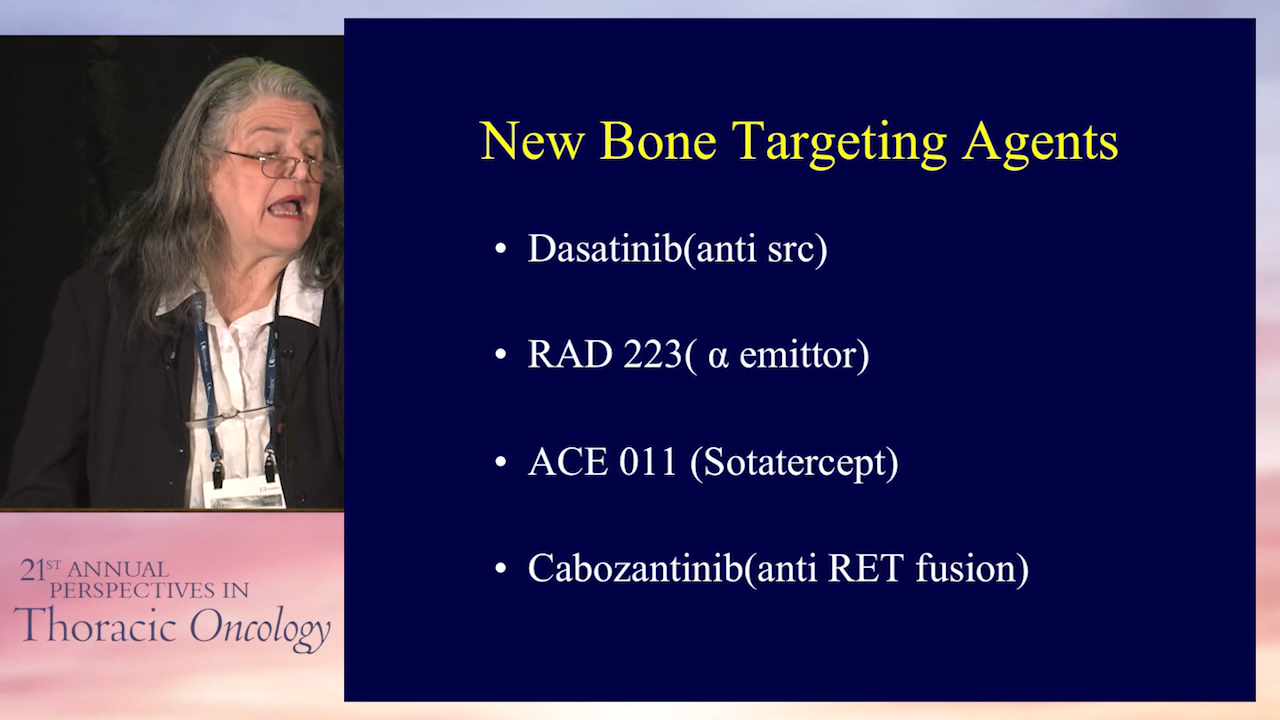 New Bone Targeting Agents
• Dasatinib(anti src)
• RAD 223( α emittor)
• ACE 011 (Sotatercept)
• Cabozantinib(anti RET fusion)
21ST ANNUAL
PERSPECTIVES IN
Thoracic Oncology